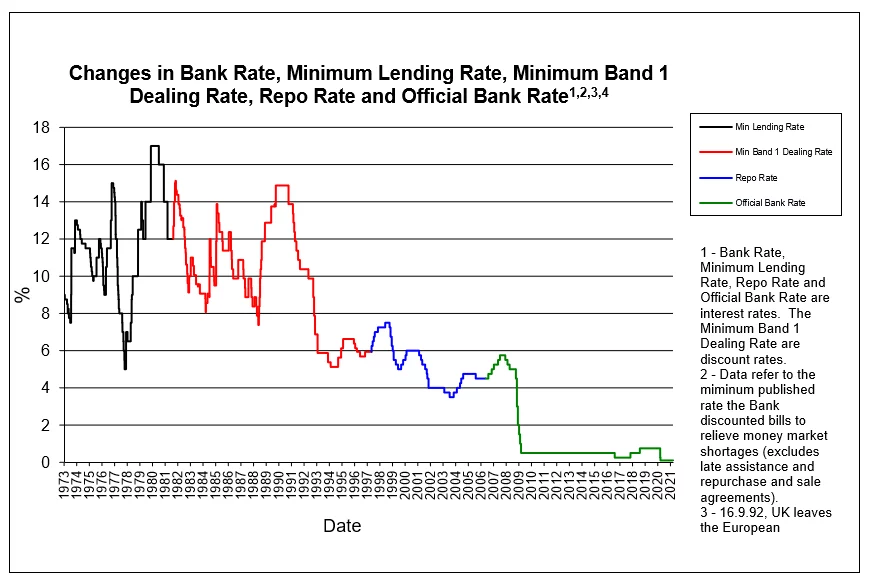 Changes in Bank Rate, Minimum Lending Rate, Minimum Band 1
Dealing Rate, Repo Rate and Official Bank Rate1,2,3,4
18
16
14
12
10
8
6
4
2
0
%
1973
1974
1975
1976
1977
1978
1979
1980
1981
1982
1983
1984
1985
1986
1987
1988
1989
1990
1991
1992
1993
1994
1995
1996
1997
1998
1999
2000
2001
2002
2003
2004
2005
2006
2007
2008
2009
2010
2011
2012
2013
2014
2015
2016
2017
2018
2019
2020
2021
Date
Min Lending Rate
Min Band 1 Dealing Rate
Repo Rate
Official Bank Rate
1 - Bank Rate,
Minimum Lending
Rate, Repo Rate and
Official Bank Rate are
interest rates.  The
Minimum Band 1
Dealing Rate are
discount rates.
2 - Data refer to the
miminum published
rate the Bank
discounted bills to
relieve money market
shortages (excludes
late assistance and
repurchase and sale
agreements).
3 - 16.9.92, UK leaves
the European